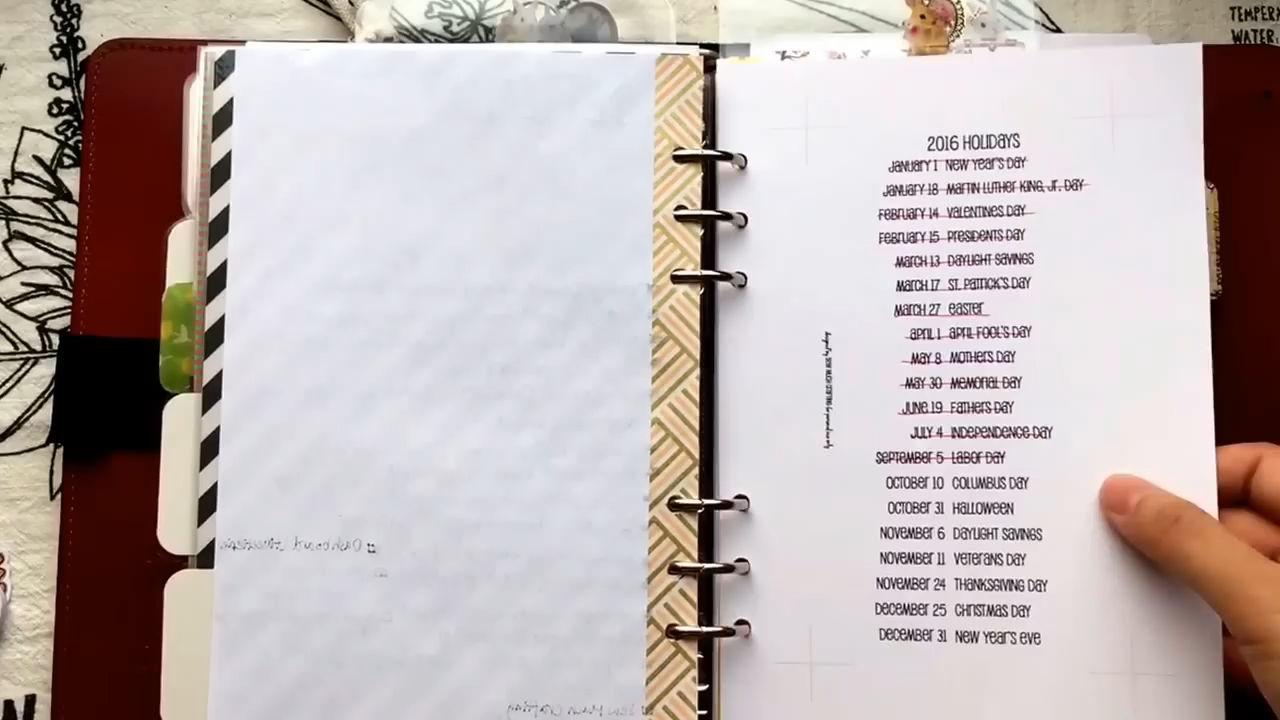 TEMPERA
WATER,
2016 HOLIDAYS
JANUARY 1 NEW YEAR'S DAY
JANUARY 18 MARTIN LUTHER KING, JR. DAY
FEBRUARY 14 VALENTINES DAY
FEBRUARY 15 PRESIDENTS DAY
MARCH 13 DAYLIGHT SAVINGS
MARCH 17 ST. PATRICK'S DAY
MARCH 27 EASTER
APRIL 1 APRIL FOOL'S DAY
MAY 8 MOTHERS DAY
MAY 30 MEMORIAL DAY
JUNE 19 FATHERS DAY
JULY 4 INDEPENDENCE DAY
SEPTEMBER 5 LABOR DAY
OCTOBER 10 COLUMBUS DAY
OCTOBER 31 HALLOWEEN
NOVEMBER 6 DAYLIGHT SAVINGS
NOVEMBER 11 VETERANS DAY
NOVEMBER 24 THANKSGIVING DAY
DECEMBER 25 CHRISTMAS DAY
DECEMBER 31 NEW YEAR'S EVE